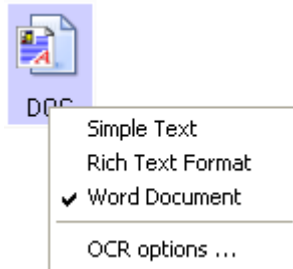 DOC
Simple Text
Rich Text Format
Word Document
OCR options ...